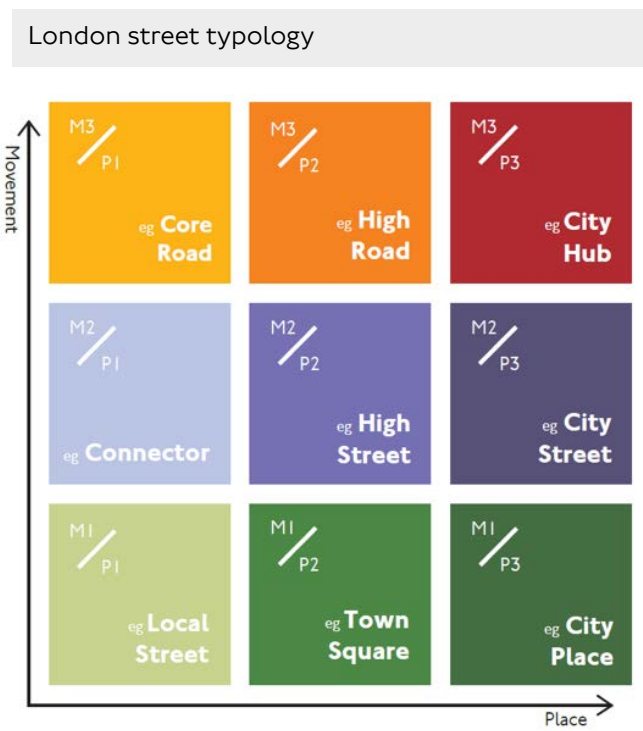 London street typology
Movement
M3
P1
eg Core
Road
M3
P2
eg High
Road
M3
P3
eg City
Hub
M2
P1
eg Connector
M2
P2
eg High
Street
M2
P3
eg City
Street
M1
P1
eg Local
Street
M1
P2
eg Town
Square
M1
P3
eg City
Place
Place